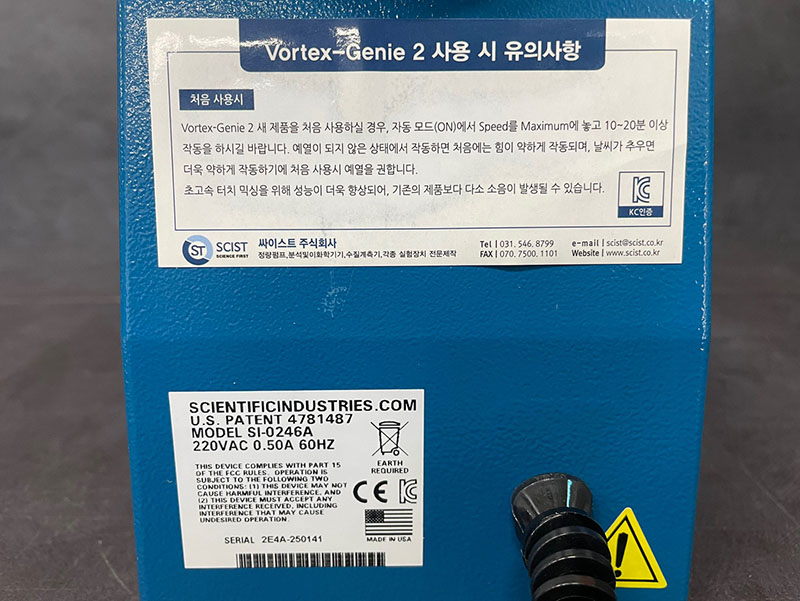 Vortex-Genie 2 사용 시 유의사항
처음 사용시
Vortex-Genie 2 새 제품을 처음 사용하실 경우, 자동 모드(ON)에서 Speed를 Maximum에 놓고 10~20분 이상
작동을 하시길 바랍니다. 예열이 되지 않은 상태에서 작동하면 처음에는 힘이 약하게 작동되며, 날씨가 추우면
더욱 약하게 작동하기에 처음 사용시 예열을 권합니다.
초고속 터치 믹싱을 위해 성능이 더욱 향상되어, 기존의 제품보다 다소 소음이 발생될 수 있습니다.
KC인증
ST SCIST
SCIENCE FIRST
싸이스트 주식회사
정량펌프,분석및이화학기기,수질계측기,각종 실험장치 전문제작
Tel | 031. 546. 8799
FAX | 070. 7500. 1101
e-mail | scist@scist.co.kr
Website | www.scist.co.kr
SCIENTIFICINDUSTRIES.COM
U.S. PATENT 4781487
MODEL SI-0246A
220VAC 0.50A 60HZ
EARTH
REQUIRED
THIS DEVICE COMPLIES WITH PART 15
OF THE FCC RULES. OPERATION IS
SUBJECT TO THE FOLLOWING TWO
CONDITIONS: (1) THIS DEVICE MAY NOT
CAUSE HARMFUL INTERFERENCE, AND
(2) THIS DEVICE MUST ACCEPT ANY
INTERFERENCE RECEIVED, INCLUDING
INTERFERENCE THAT MAY CAUSE
UNDESIRED OPERATION.
CE KC
MADE IN USA
SERIAL 2E4A-250141
!